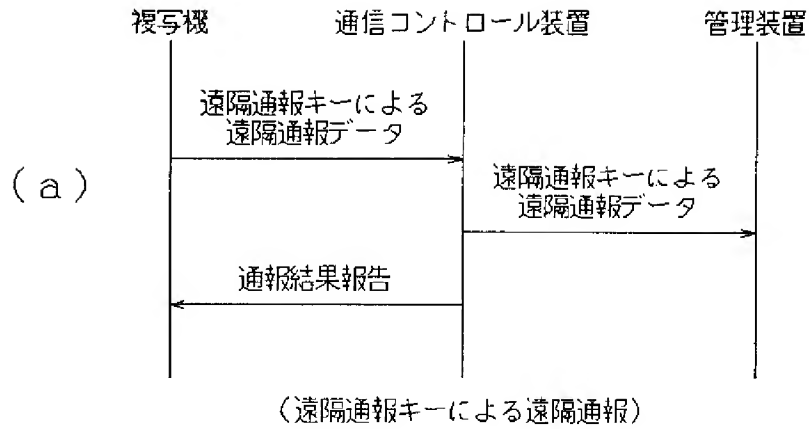 複写機
通信コントロール装置
管理装置
遠隔通報キーによる
遠隔通報データ
(a)
遠隔通報キーによる
遠隔通報データ
通報結果報告
(遠隔通報キーによる遠隔通報)